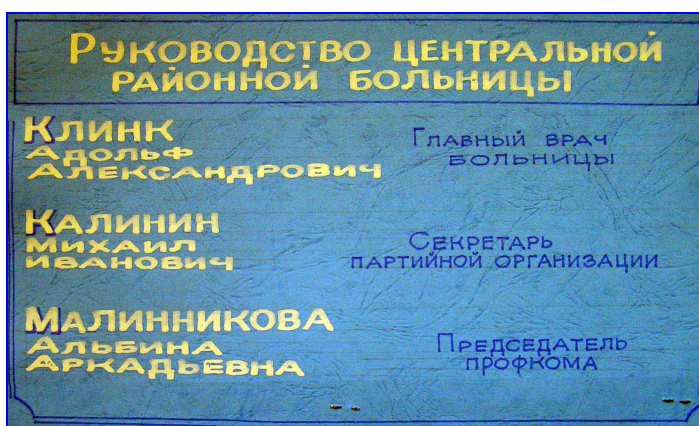 Руководство центральной
районной больницы
Клинк
Адольф
Александрович
Главный врач
больницы
Калинин
Михаил
Иванович
Секретарь
партийной организации
Малинникова
Альбина
Аркадьевна
Председатель
профкома